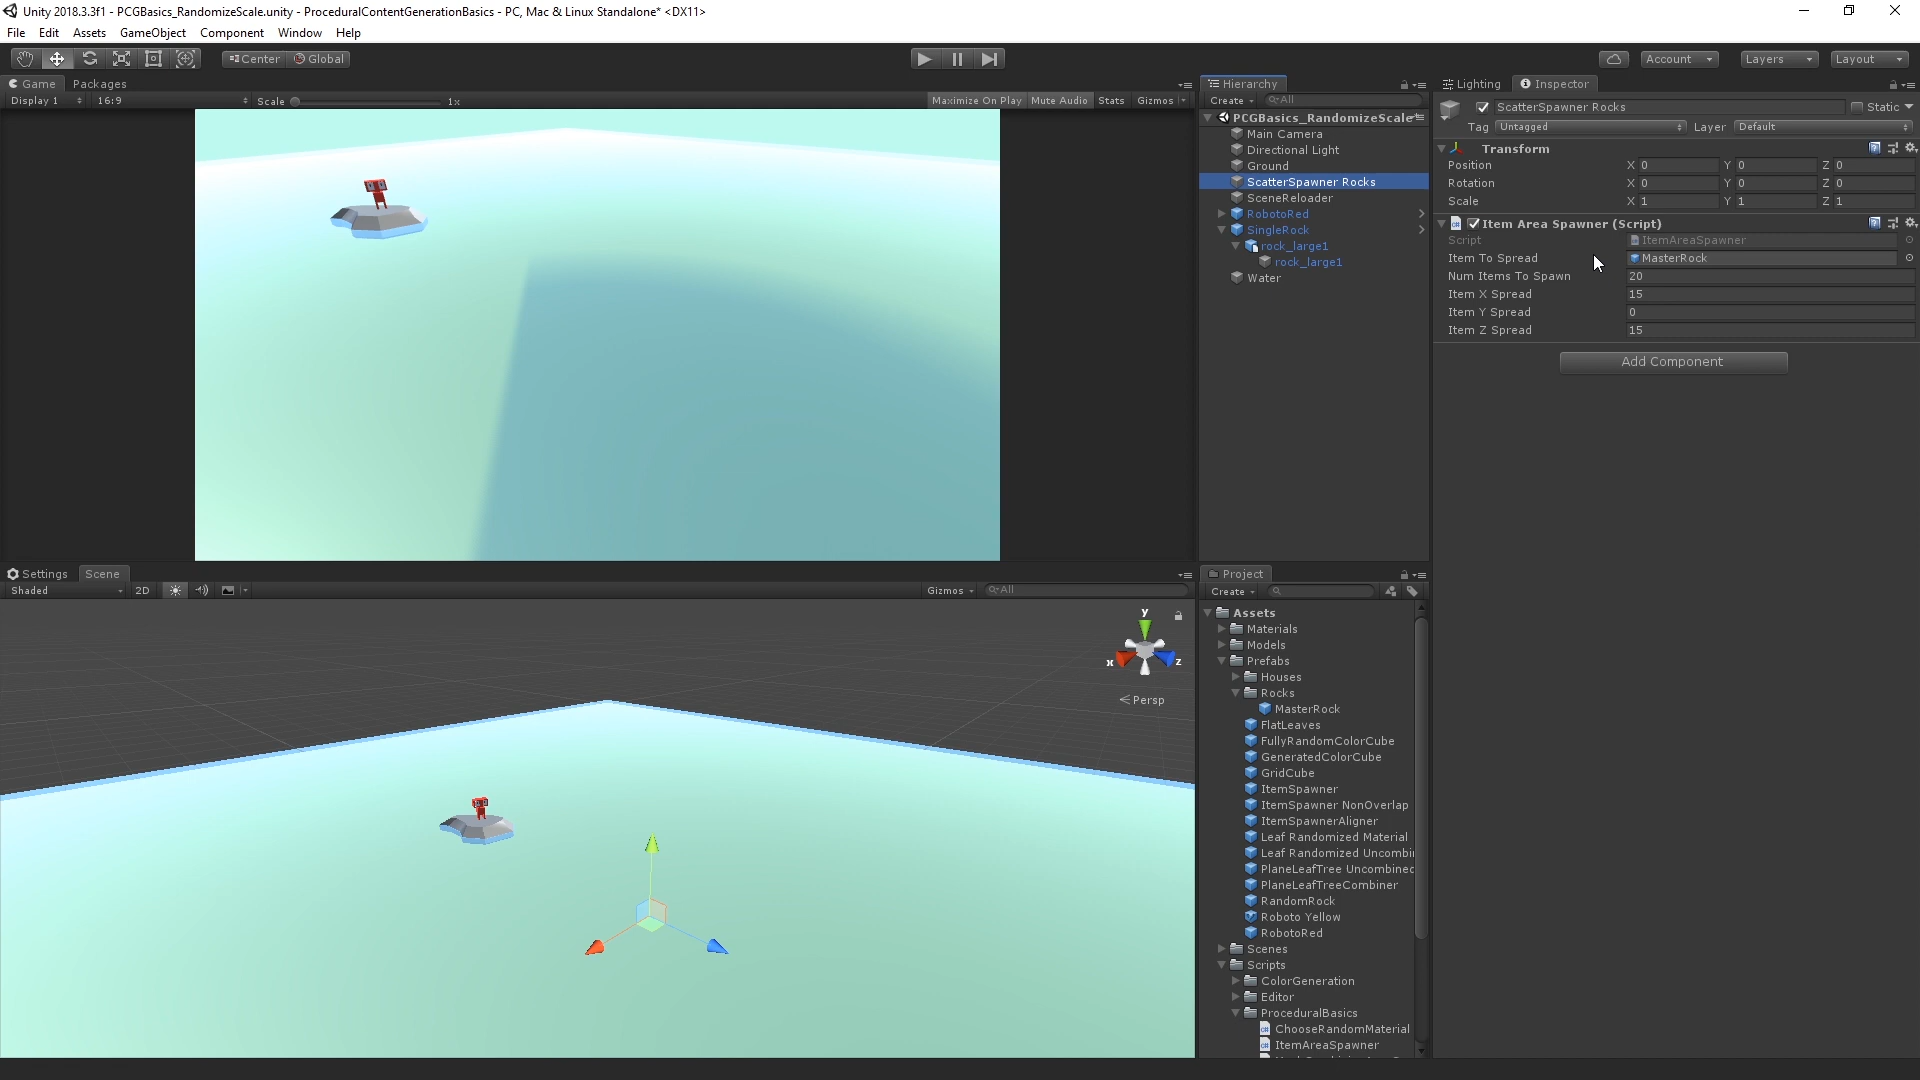 Unity 2018.3.3f1 - PCGBasics_RandomizeScale.unity - ProceduralContentGenerationBasics - PC, Mac & Linux Standalone* <DX11>
File Edit Assets GameObject Component Window Help
Center Global Account Layers Layout
Game Packages
Display 1 16:9 Scale 1x Maximize On Play Mute Audio Stats Gizmos
Hierarchy
Create All
PCGBasics_RandomizeScale*
Main Camera
Directional Light
Ground
ScatterSpawner Rocks
SceneReloader
RobotoRed
SingleRock
rock_large1
rock_large1
Water
Lighting Inspector
ScatterSpawner Rocks Static
Tag Untagged Layer Default
Transform
Position X 0 Y 0 Z 0
Rotation X 0 Y 0 Z 0
Scale X 1 Y 1 Z 1
Item Area Spawner (Script)
Script ItemAreaSpawner
Item To Spread MasterRock
Num Items To Spawn 20
Item X Spread 15
Item Y Spread 0
Item Z Spread 15
Add Component
Settings Scene
Shaded 2D Gizmos All
y
x z
Persp
Project
Create
Assets
Materials
Models
Prefabs
Houses
Rocks
MasterRock
FlatLeaves
FullyRandomColorCube
GeneratedColorCube
GridCube
ItemSpawner
ItemSpawner NonOverlap
ItemSpawnerAligner
Leaf Randomized Material
Leaf Randomized Uncombi
PlaneLeafTree Uncombined
PlaneLeafTreeCombiner
RandomRock
Roboto Yellow
RobotoRed
Scenes
Scripts
ColorGeneration
Editor
ProceduralBasics
ChooseRandomMaterial
ItemAreaSpawner